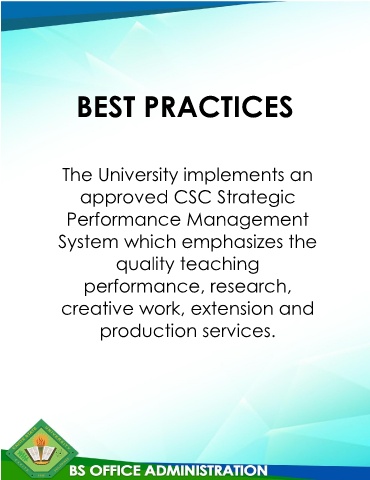 BEST PRACTICES
The University implements an
approved CSC Strategic
Performance Management
System which emphasizes the
quality teaching
performance, research,
creative work, extension and
production services.
BS OFFICE ADMINISTRATION